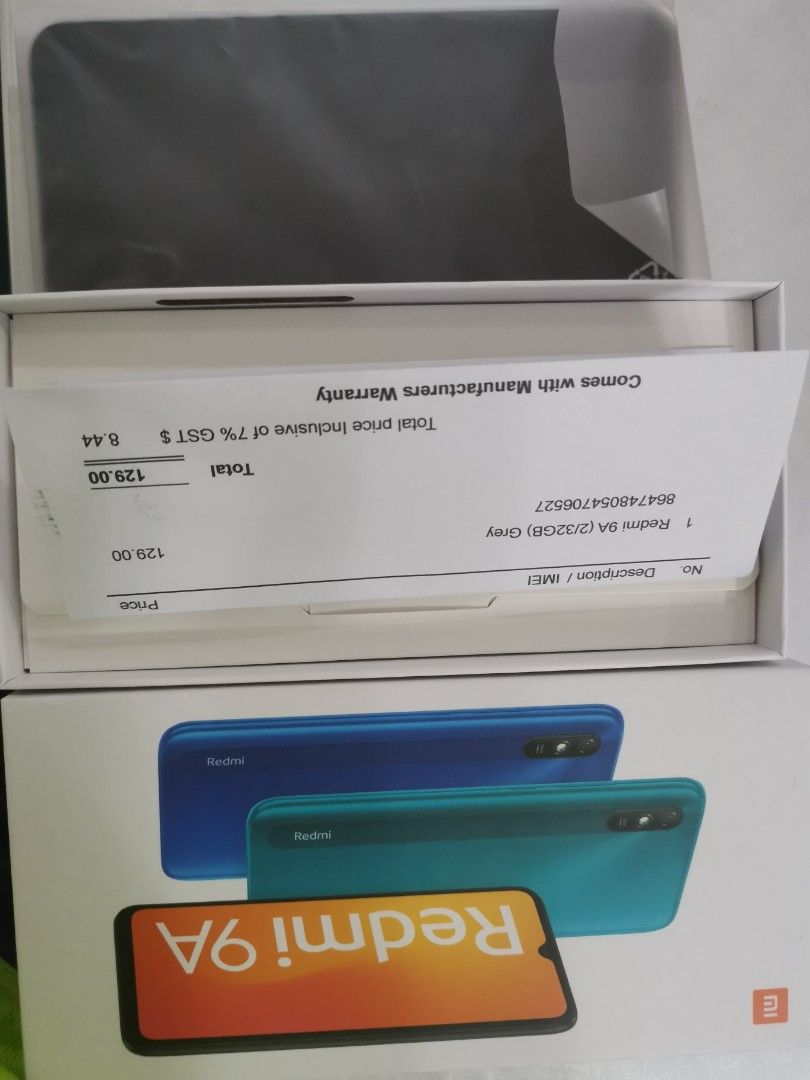 No. Description / IMEI Price
1 Redmi 9A (2/32GB) Grey 129.00
864748054706527
Total 129.00
Total price Inclusive of 7% GST $ 8.44
Comes with Manufacturers Warranty
Redmi
Redmi
Redmi 9A